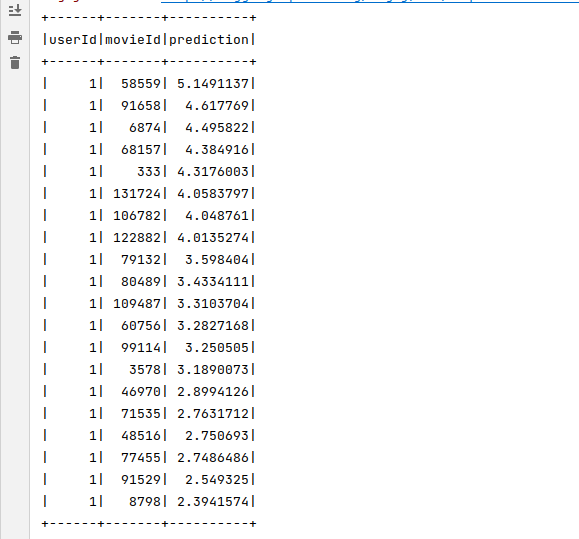 +------+-------+----------+
|userId|movieId|prediction|
+------+-------+----------+
|     1|  58559| 5.1491137|
|     1|  91658|  4.617769|
|     1|   6874|  4.495822|
|     1|  68157|  4.384916|
|     1|    333| 4.3176003|
|     1| 131724| 4.0583797|
|     1| 106782|  4.048761|
|     1| 122882| 4.0135274|
|     1|  79132|  3.598404|
|     1|  80489| 3.4334111|
|     1| 109487| 3.3103704|
|     1|  60756| 3.2827168|
|     1|  99114|  3.250505|
|     1|   3578| 3.1890073|
|     1|  46970| 2.8994126|
|     1|  71535| 2.7631712|
|     1|  48516|  2.750693|
|     1|  77455| 2.7486486|
|     1|  91529|  2.549325|
|     1|   8798| 2.3941574|
+------+-------+----------+